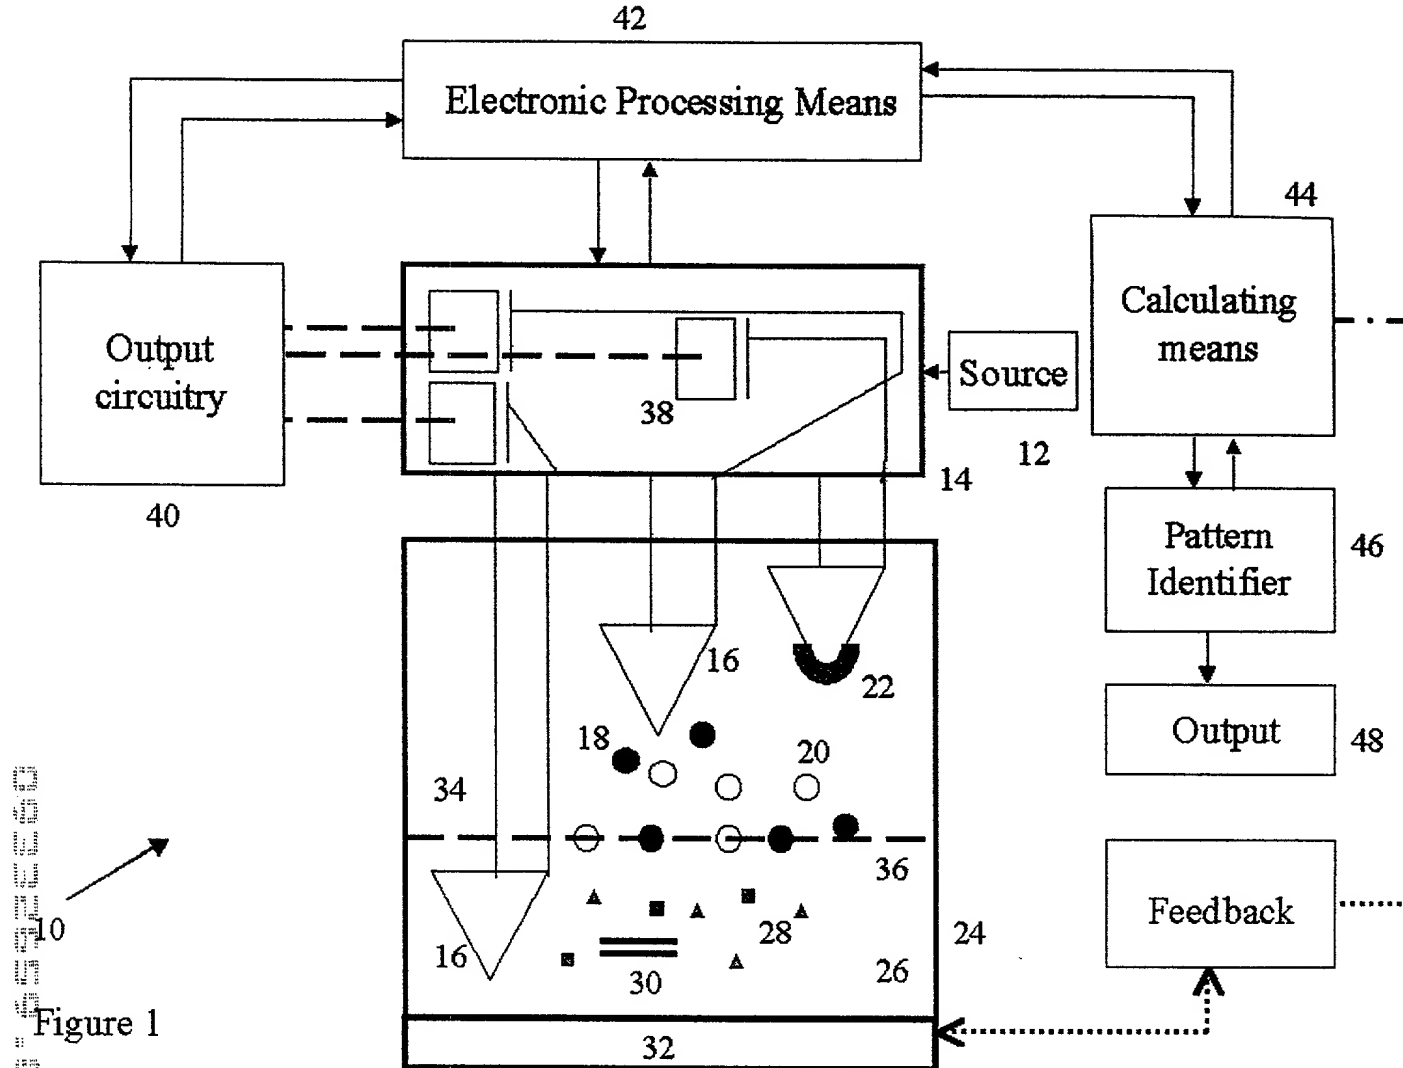 42
Electronic Processing Means
44
Calculating
means
Output
circuitry
Source
38
12
14
40
Pattern
Identifier
46
16
22
Output
48
18
20
34
36
Feedback
28
24
10
16
30
26
Figure 1
32